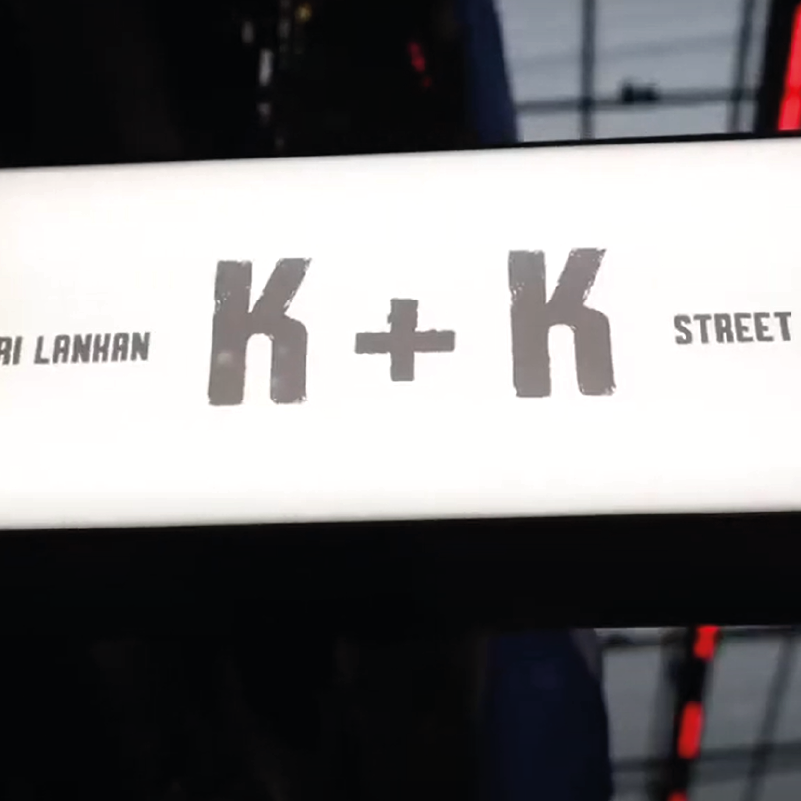 RI LANKAN K + K STREET